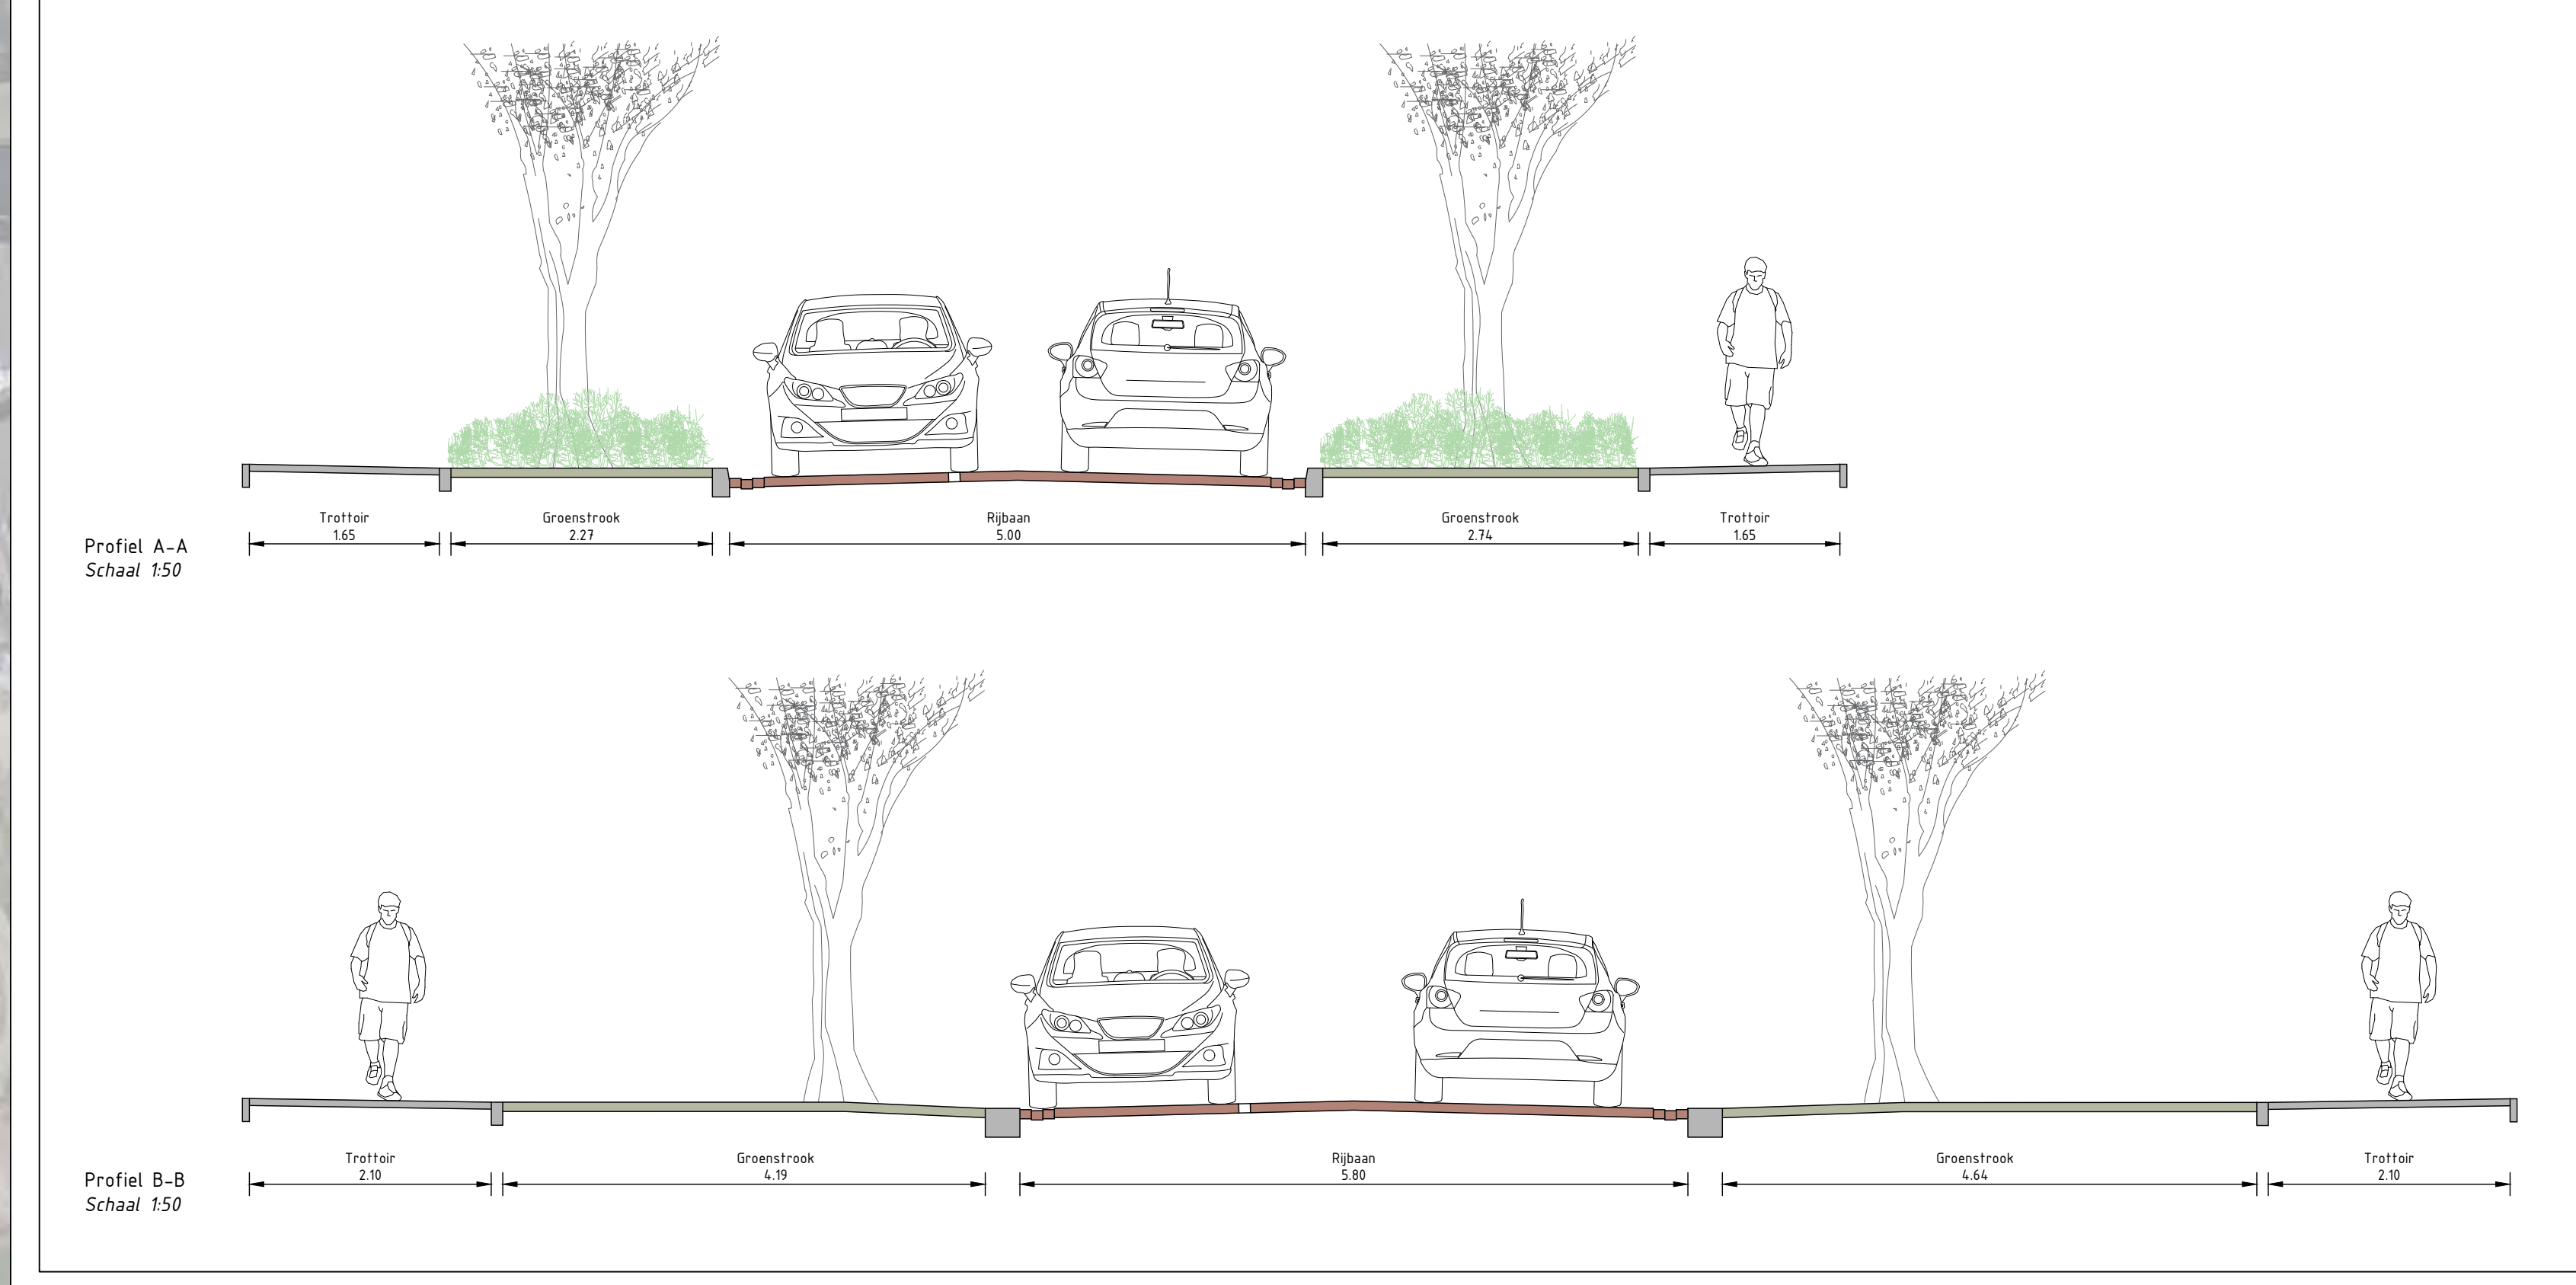 Trottoir
1.65
Groenstrook
2.27
Rijbaan
5.00
Groenstrook
2.74
Trottoir
1.65
Profiel A-A
Schaal 1:50
Trottoir
2.10
Groenstrook
4.19
Rijbaan
5.80
Groenstrook
4.64
Trottoir
2.10
Profiel B-B
Schaal 1:50